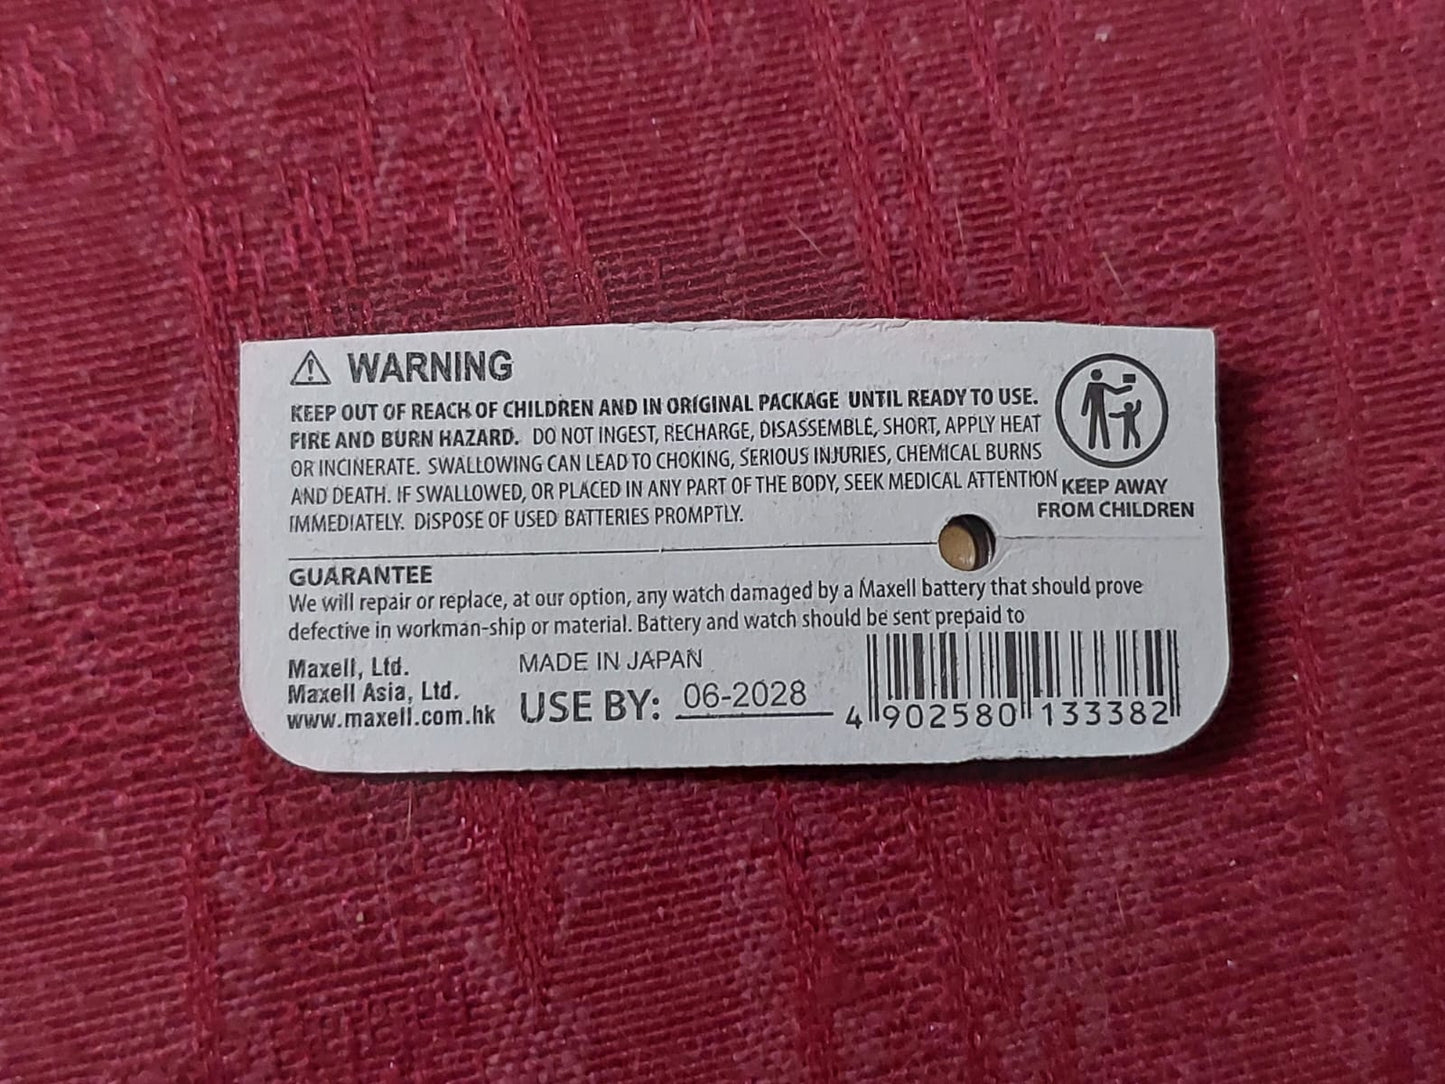 WARNING
KEEP OUT OF REACH OF CHILDREN AND IN ORIGINAL PACKAGE UNTIL READY TO USE.
FIRE AND BURN HAZARD. DO NOT INGEST, RECHARGE, DISASSEMBLE, SHORT, APPLY HEAT
OR INCINERATE. SWALLOWING CAN LEAD TO CHOKING, SERIOUS INJURIES, CHEMICAL BURNS
AND DEATH. IF SWALLOWED, OR PLACED IN ANY PART OF THE BODY, SEEK MEDICAL ATTENTION
IMMEDIATELY. DISPOSE OF USED BATTERIES PROMPTLY.
KEEP AWAY
FROM CHILDREN
GUARANTEE
We will repair or replace, at our option, any watch damaged by a Maxell battery that should prove
defective in workman-ship or material. Battery and watch should be sent prepaid to
Maxell, Ltd.
Maxell Asia, Ltd.
www.maxell.com.hk
MADE IN JAPAN
USE BY: 06-2028
4 902580 133382